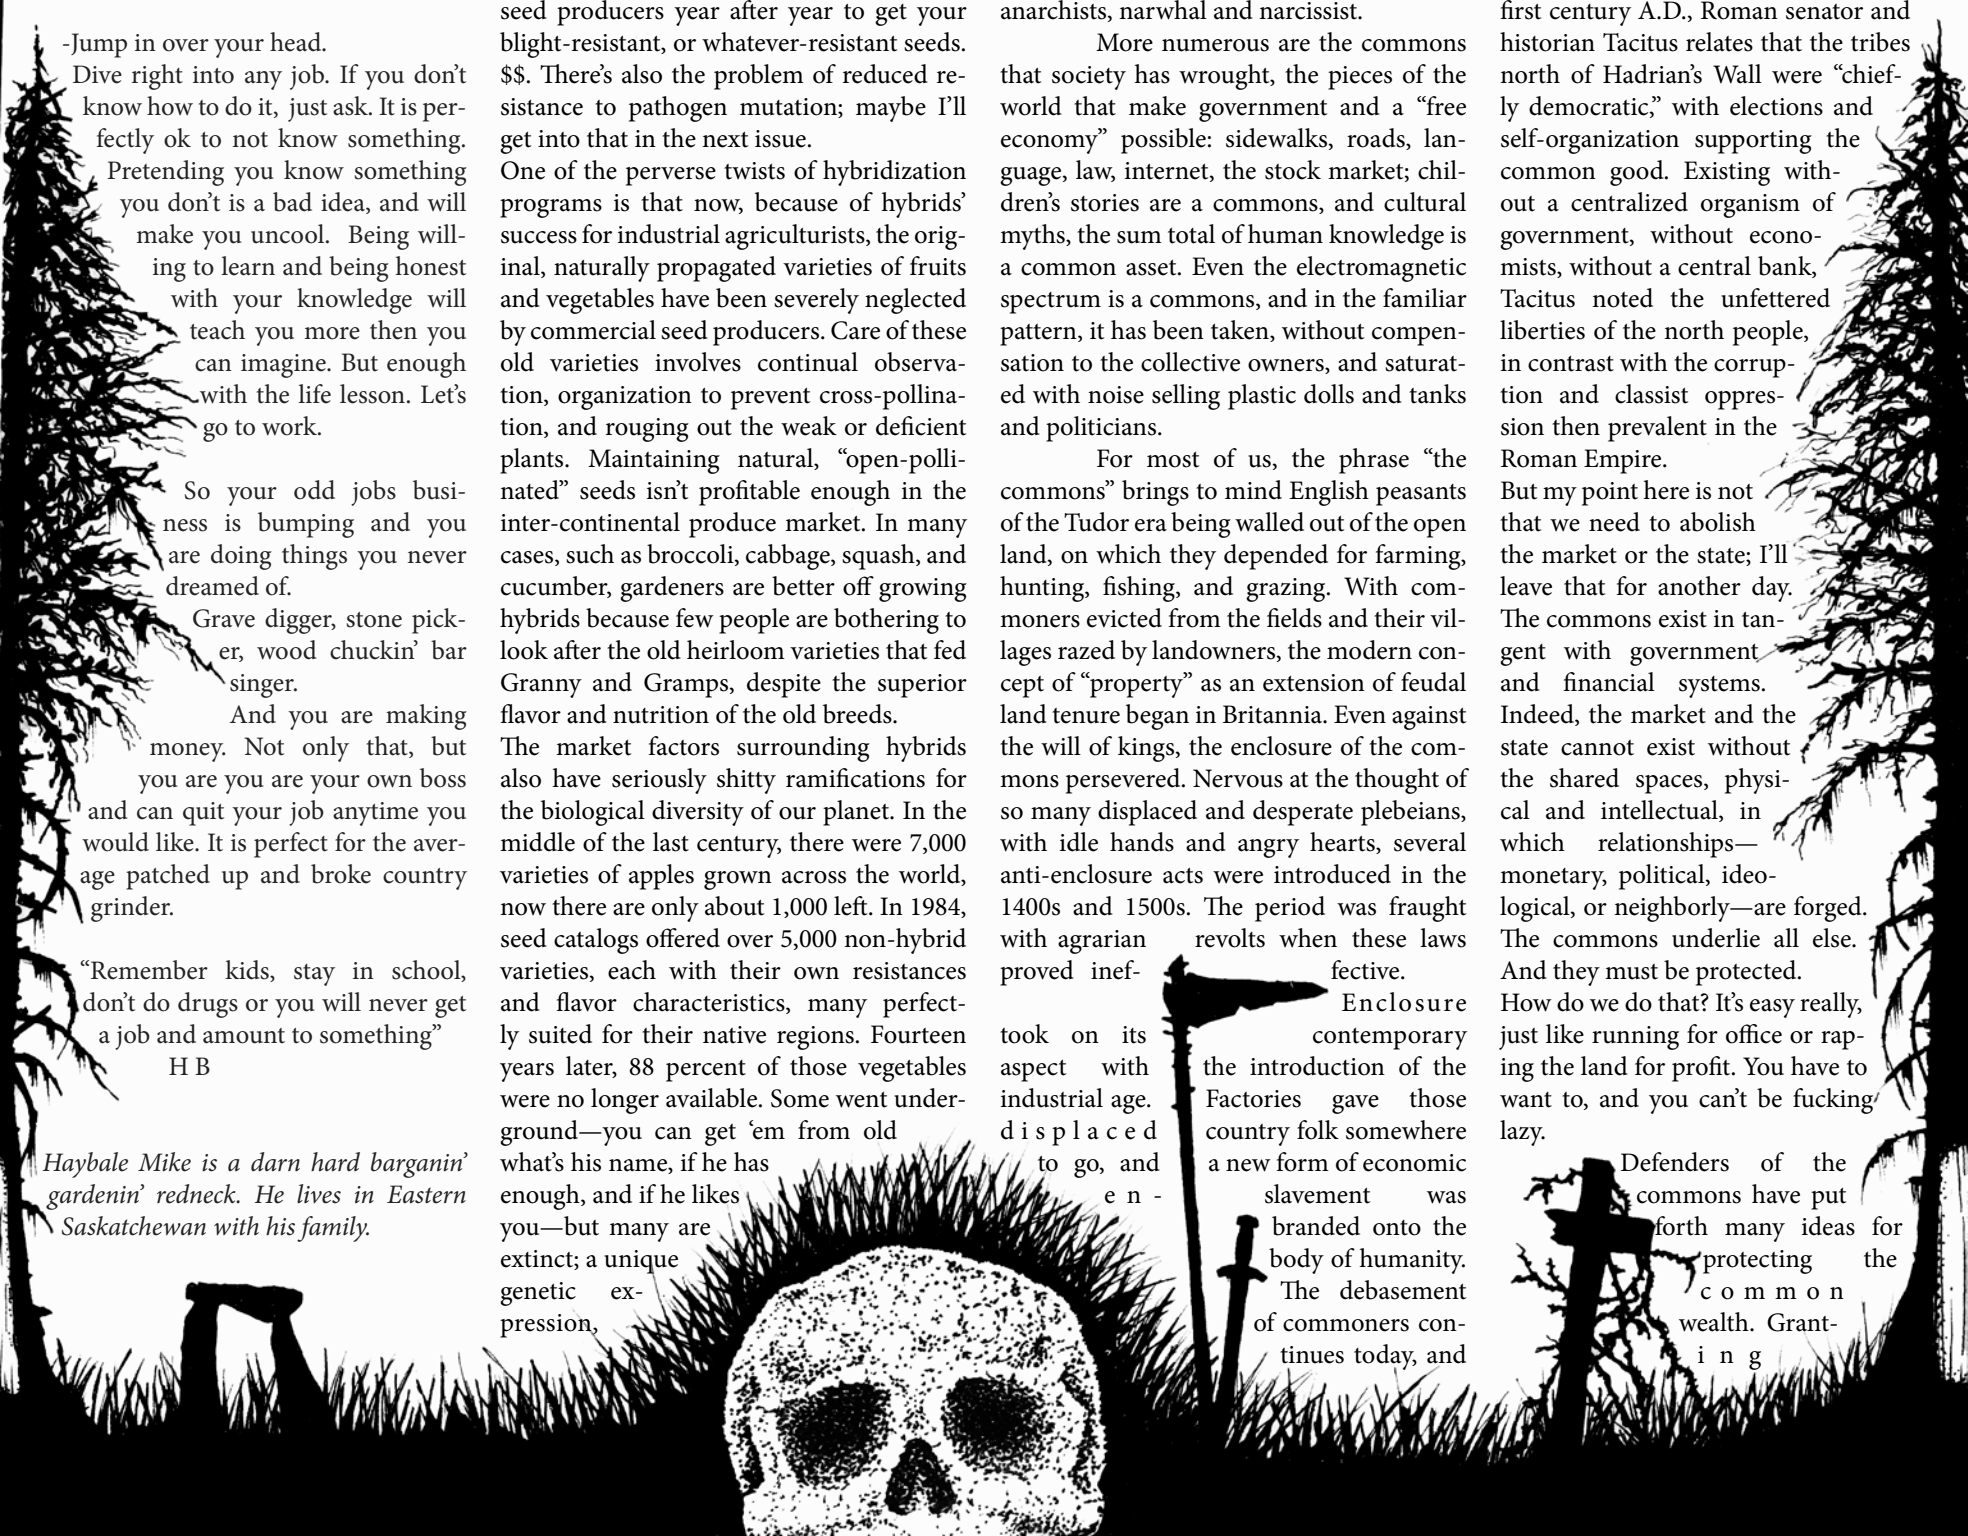 -Jump in over your head.
Dive right into any job. If you don’t
know how to do it, just ask. It is per-
fectly ok to not know something.
Pretending you know something
you don’t is a bad idea, and will
make you uncool. Being will-
ing to learn and being honest
with your knowledge will
teach you more then you
can imagine. But enough
with the life lesson. Let’s
go to work.
So your odd jobs busi-
ness is bumping and you
are doing things you never
dreamed of.
Grave digger, stone pick-
er, wood chuckin’ bar
singer.
And you are making
money. Not only that, but
you are you are your own boss
and can quit your job anytime you
would like. It is perfect for the aver-
age patched up and broke country
grinder.
“Remember kids, stay in school,
don’t do drugs or you will never get
a job and amount to something”
H B
Haybale Mike is a darn hard barganin’
gardenin’ redneck. He lives in Eastern
Saskatchewan with his family.
seed producers year after year to get your
blight-resistant, or whatever-resistant seeds.
$$. There’s also the problem of reduced re-
sistance to pathogen mutation; maybe I’ll
get into that in the next issue.
One of the perverse twists of hybridization
programs is that now, because of hybrids’
success for industrial agriculturists, the orig-
inal, naturally propagated varieties of fruits
and vegetables have been severely neglected
by commercial seed producers. Care of these
old varieties involves continual observa-
tion, organization to prevent cross-pollina-
tion, and rouging out the weak or deficient
plants. Maintaining natural, “open-polli-
nated” seeds isn’t profitable enough in the
inter-continental produce market. In many
cases, such as broccoli, cabbage, squash, and
cucumber, gardeners are better off growing
hybrids because few people are bothering to
look after the old heirloom varieties that fed
Granny and Gramps, despite the superior
flavor and nutrition of the old breeds.
The market factors surrounding hybrids
also have seriously shitty ramifications for
the biological diversity of our planet. In the
middle of the last century, there were 7,000
varieties of apples grown across the world,
now there are only about 1,000 left. In 1984,
seed catalogs offered over 5,000 non-hybrid
varieties, each with their own resistances
and flavor characteristics, many perfect-
ly suited for their native regions. Fourteen
years later, 88 percent of those vegetables
were no longer available. Some went under-
ground—you can get ‘em from old
what’s his name, if he has
enough, and if he likes
you—but many are
extinct; a unique
genetic ex-
pression,
anarchists, narwhal and narcissist.
More numerous are the commons
that society has wrought, the pieces of the
world that make government and a “free
economy” possible: sidewalks, roads, lan-
guage, law, internet, the stock market; chil-
dren’s stories are a commons, and cultural
myths, the sum total of human knowledge is
a common asset. Even the electromagnetic
spectrum is a commons, and in the familiar
pattern, it has been taken, without compen-
sation to the collective owners, and saturat-
ed with noise selling plastic dolls and tanks
and politicians.
For most of us, the phrase “the
commons” brings to mind English peasants
of the Tudor era being walled out of the open
land, on which they depended for farming,
hunting, fishing, and grazing. With com-
moners evicted from the fields and their vil-
lages razed by landowners, the modern con-
cept of “property” as an extension of feudal
land tenure began in Britannia. Even against
the will of kings, the enclosure of the com-
mons persevered. Nervous at the thought of
so many displaced and desperate plebeians,
with idle hands and angry hearts, several
anti-enclosure acts were introduced in the
1400s and 1500s. The period was fraught
with agrarian revolts when these laws
proved inef- fective.
Enclosure
took on its contemporary
aspect with the introduction of the
industrial age. Factories gave those
displaced country folk somewhere
to go, and a new form of economic
en- slavement was
branded onto the
body of humanity.
The debasement
of commoners con-
tinues today, and
first century A.D., Roman senator and
historian Tacitus relates that the tribes
north of Hadrian’s Wall were “chief-
ly democratic,” with elections and
self-organization supporting the
common good. Existing with-
out a centralized organism of
government, without econo-
mists, without a central bank,
Tacitus noted the unfettered
liberties of the north people,
in contrast with the corrup-
tion and classist oppres-
sion then prevalent in the
Roman Empire.
But my point here is not
that we need to abolish
the market or the state; I’ll
leave that for another day.
The commons exist in tan-
gent with government
and financial systems.
Indeed, the market and the
state cannot exist without
the shared spaces, physi-
cal and intellectual, in
which relationships—
monetary, political, ideo-
logical, or neighborly—are forged.
The commons underlie all else.
And they must be protected.
How do we do that? It’s easy really,
just like running for office or rap-
ing the land for profit. You have to
want to, and you can’t be fucking
lazy.
Defenders of the
commons have put
forth many ideas for
protecting the
common
wealth. Grant-
ing